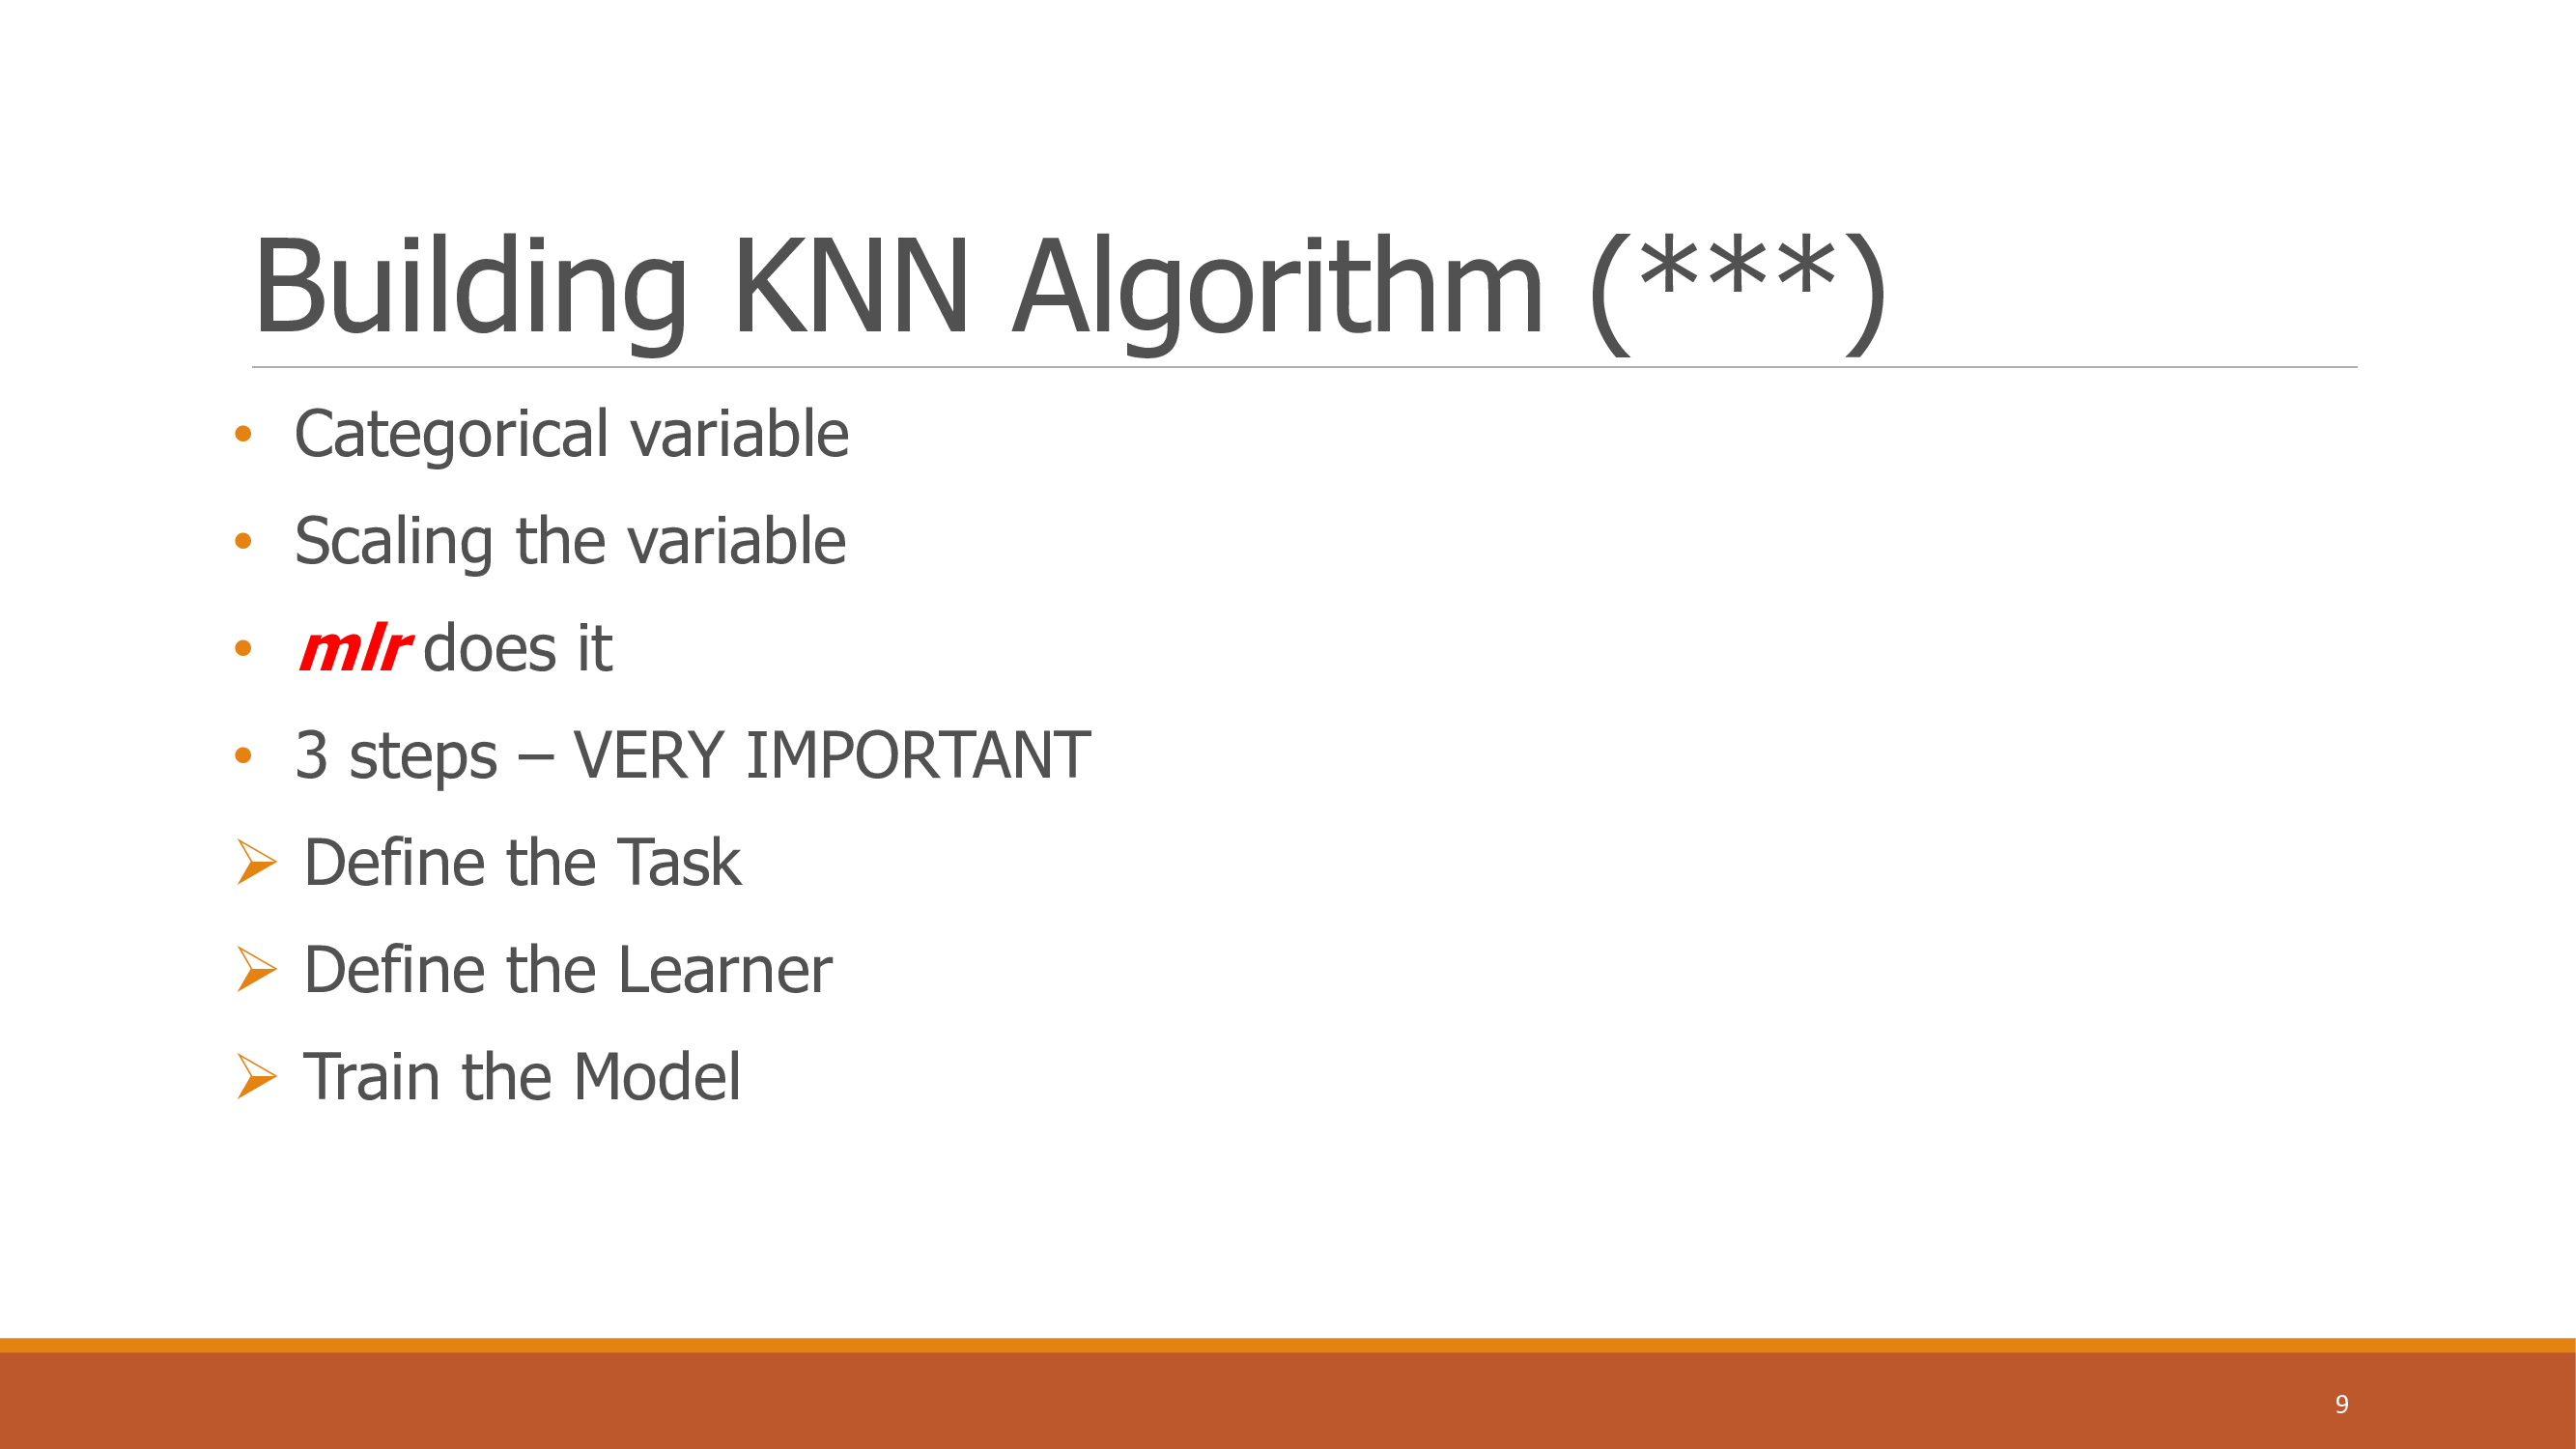 Building KNN Algorithm (***)
• Categorical variable
• Scaling the variable
• mlr does it
• 3 steps – VERY IMPORTANT
➢ Define the Task
➢ Define the Learner
➢ Train the Model
9